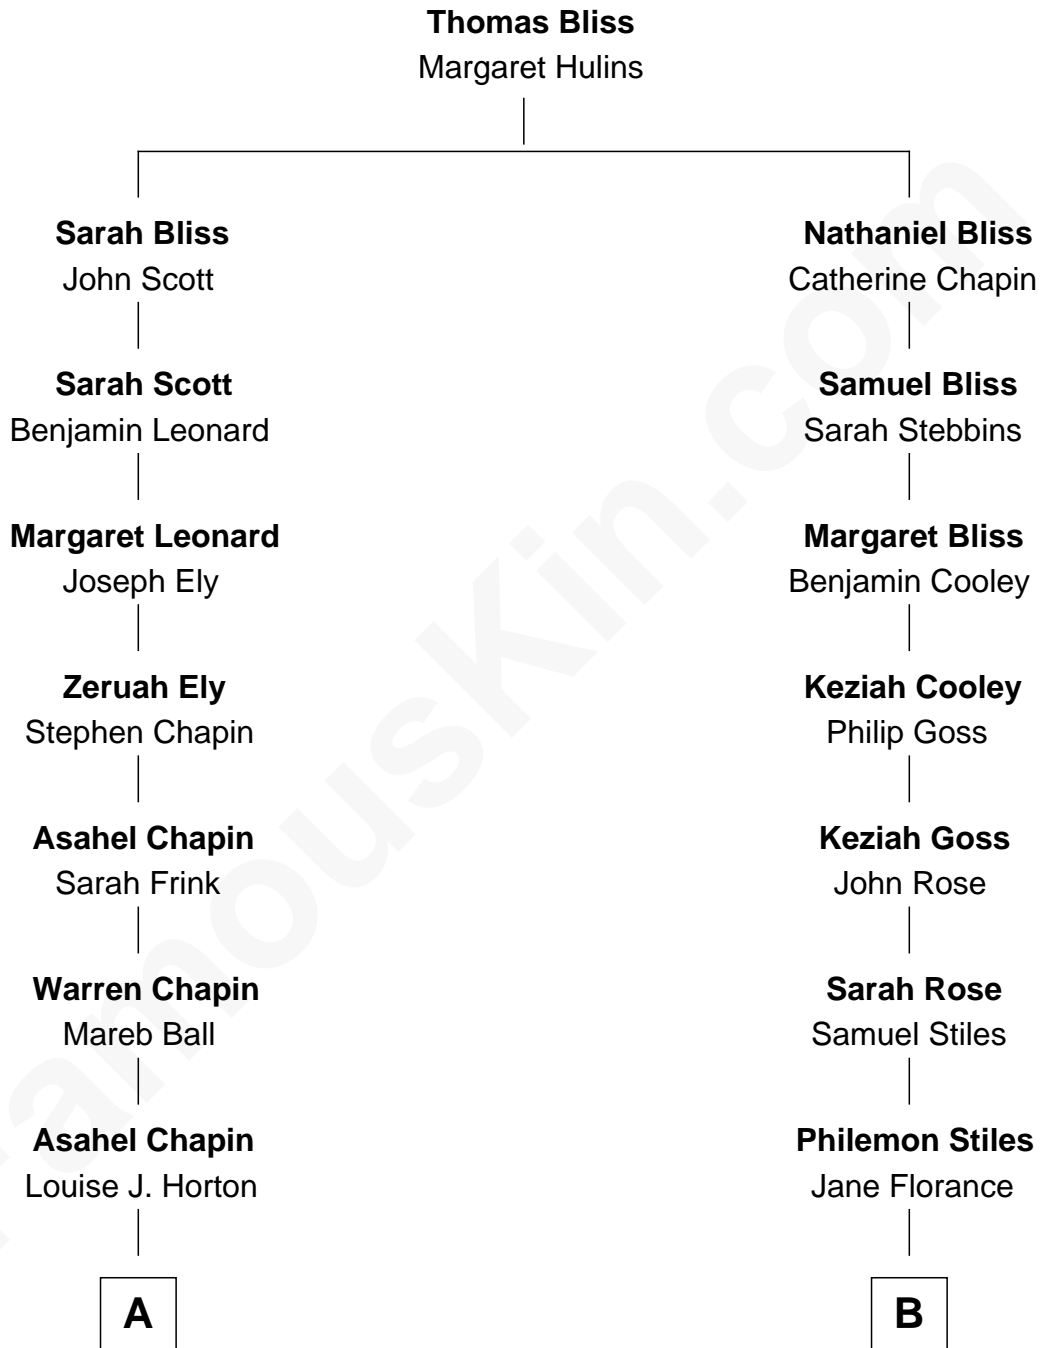 Thomas Bliss
Margaret Hulins
Sarah Bliss
John Scott
Nathaniel Bliss
Catherine Chapin
Sarah Scott
Benjamin Leonard
Samuel Bliss
Sarah Stebbins
Margaret Leonard
Joseph Ely
Margaret Bliss
Benjamin Cooley
Zeruah Ely
Stephen Chapin
Keziah Cooley
Philip Goss
Asahel Chapin
Sarah Frink
Keziah Goss
John Rose
Warren Chapin
Mareb Ball
Sarah Rose
Samuel Stiles
Asahel Chapin
Louise J. Horton
Philemon Stiles
Jane Florance
A
B
FamousKin.com